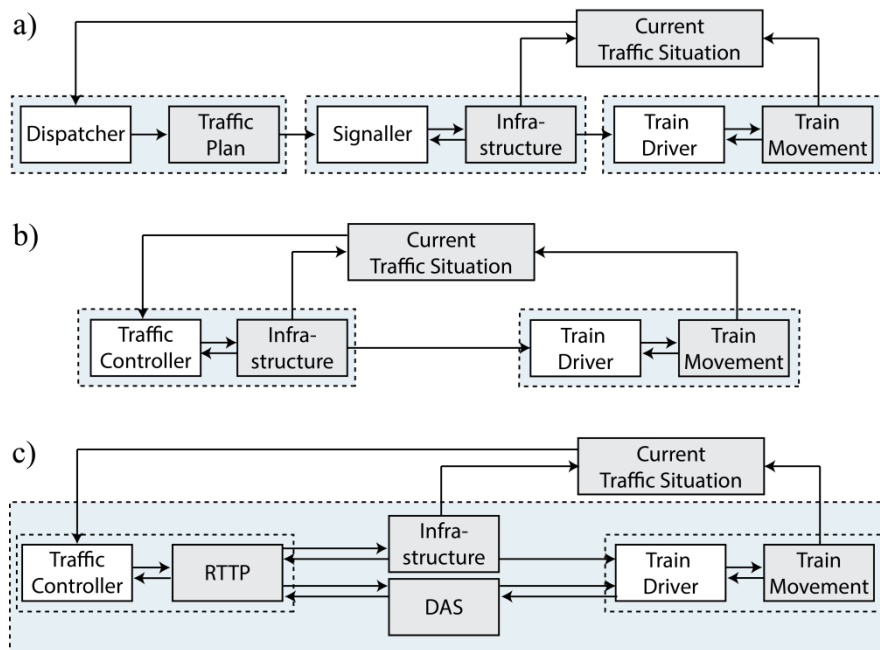 a)
Current
Traffic Situation
Dispatcher
Traffic
Plan
Signaller
Infra-
structure
Train
Driver
Train
Movement
b)
Current
Traffic Situation
Traffic
Controller
Infra-
structure
Train
Driver
Train
Movement
c)
Current
Traffic Situation
Traffic
Controller
RTTP
Infra-
structure
DAS
Train
Driver
Train
Movement